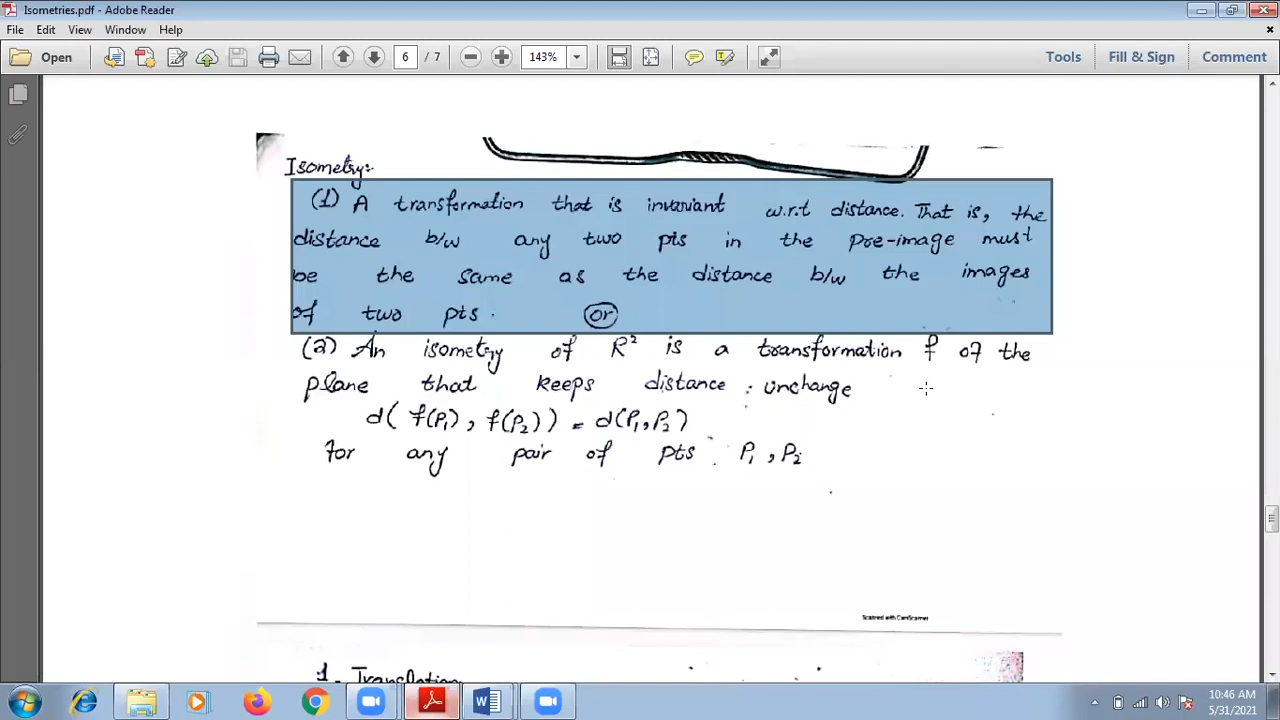 Isometries.pdf - Adobe Reader
File Edit View Window Help
Open 6 / 7 143% Tools Fill & Sign Comment
Isometry:-
(1) A transformation that is invariant w.r.t distance. That is, the
distance b/w any two pts in the pre-image must
be the same as the distance b/w the images
of two pts. or
(2) An isometry of R² is a transformation f of the
plane that keeps distance unchange
d( f(P₁) , f(P₂)) = d(P₁,P₂)
for any pair of pts P₁ , P₂
Scanned with CamScanner
1. Translation
10:46 AM
5/31/2021